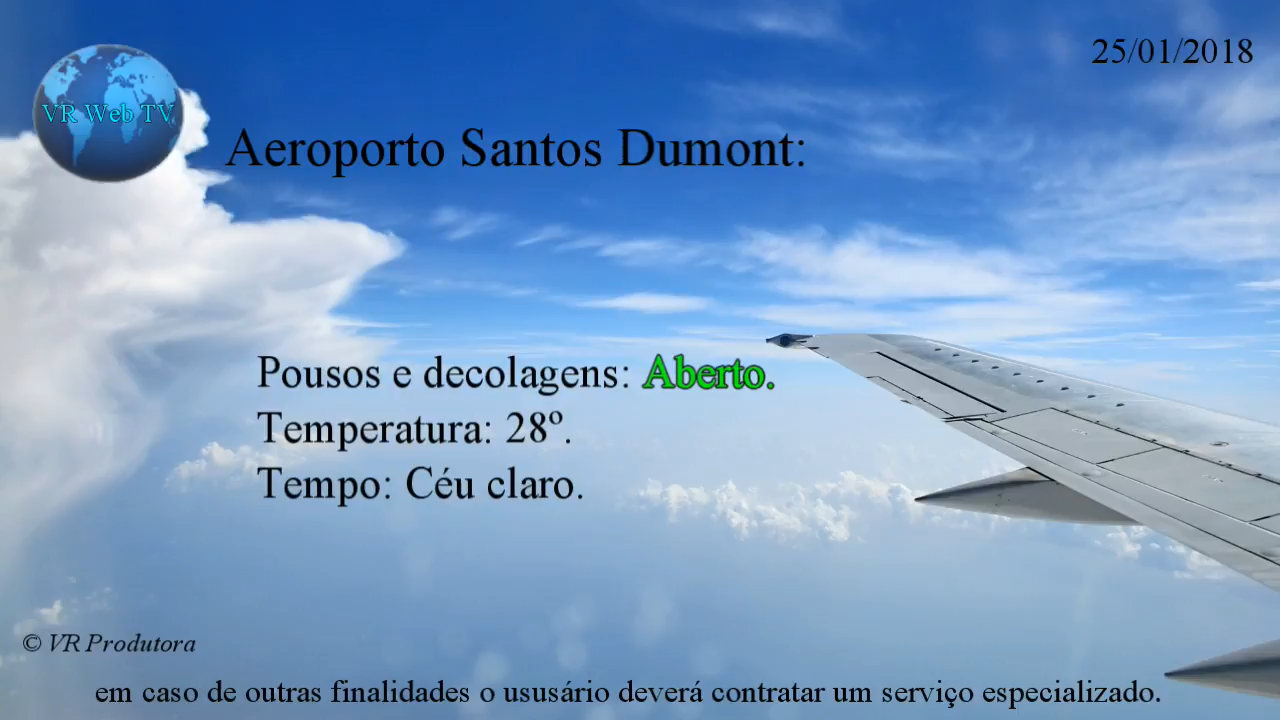 25/01/2018
VR Web TV
Aeroporto Santos Dumont:
Pousos e decolagens: Aberto.
Temperatura: 28º.
Tempo: Céu claro.
© VR Produtora
em caso de outras finalidades o ususário deverá contratar um serviço especializado.